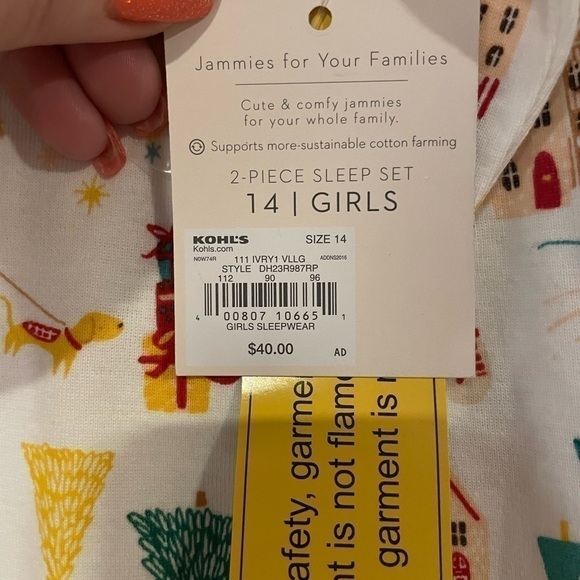 Jammies for Your Families
Cute & comfy jammies
for your whole family.
Supports more-sustainable cotton farming
2-PIECE SLEEP SET
14 | GIRLS
KOHL'S SIZE 14
Kohls.com
N0W74R 111 IVRY1 VLLG ADDNS2016
STYLE DH23R987RP
112 90 96
4 00807 10665 1
GIRLS SLEEPWEAR
$40.00 AD
afety, garme
nt is not flam
garment is